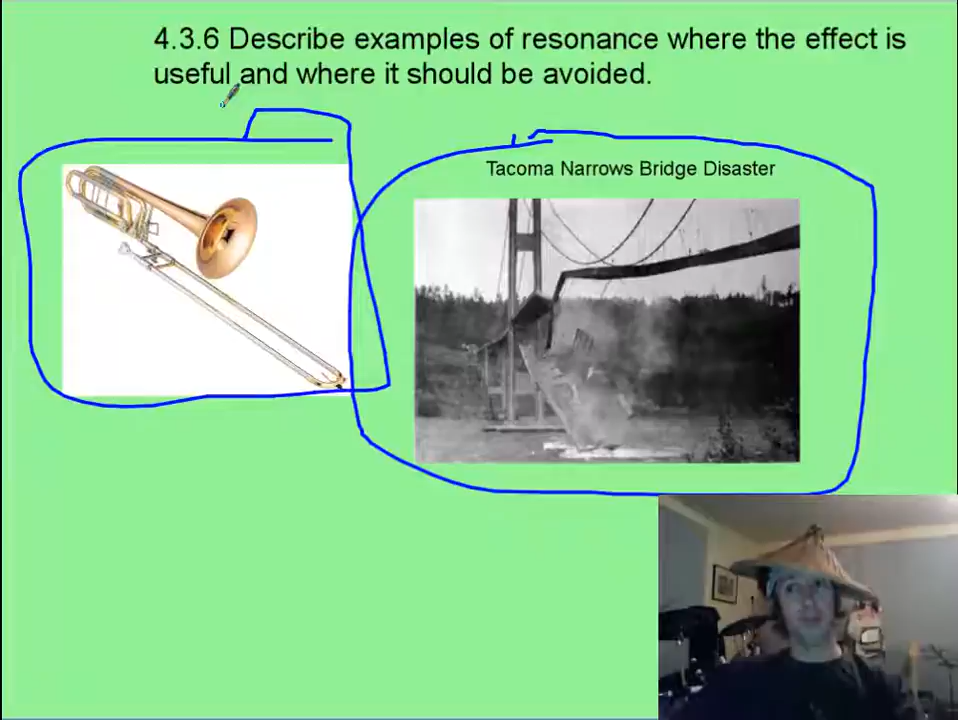 4.3.6 Describe examples of resonance where the effect is
useful and where it should be avoided.
Tacoma Narrows Bridge Disaster